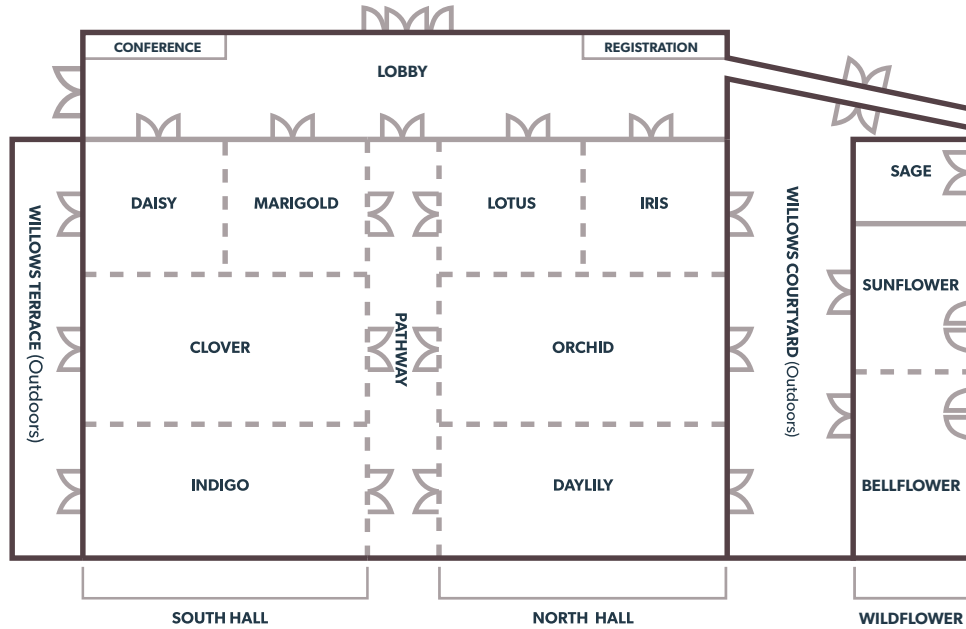 CONFERENCE
REGISTRATION
LOBBY
SAGE
DAISY
MARIGOLD
LOTUS
IRIS
WILLOWS TERRACE (Outdoors)
WILLOWS COURTYARD (Outdoors)
SUNFLOWER
PATHWAY
CLOVER
ORCHID
INDIGO
DAYLILY
BELLFLOWER
SOUTH HALL
NORTH HALL
WILDFLOWER